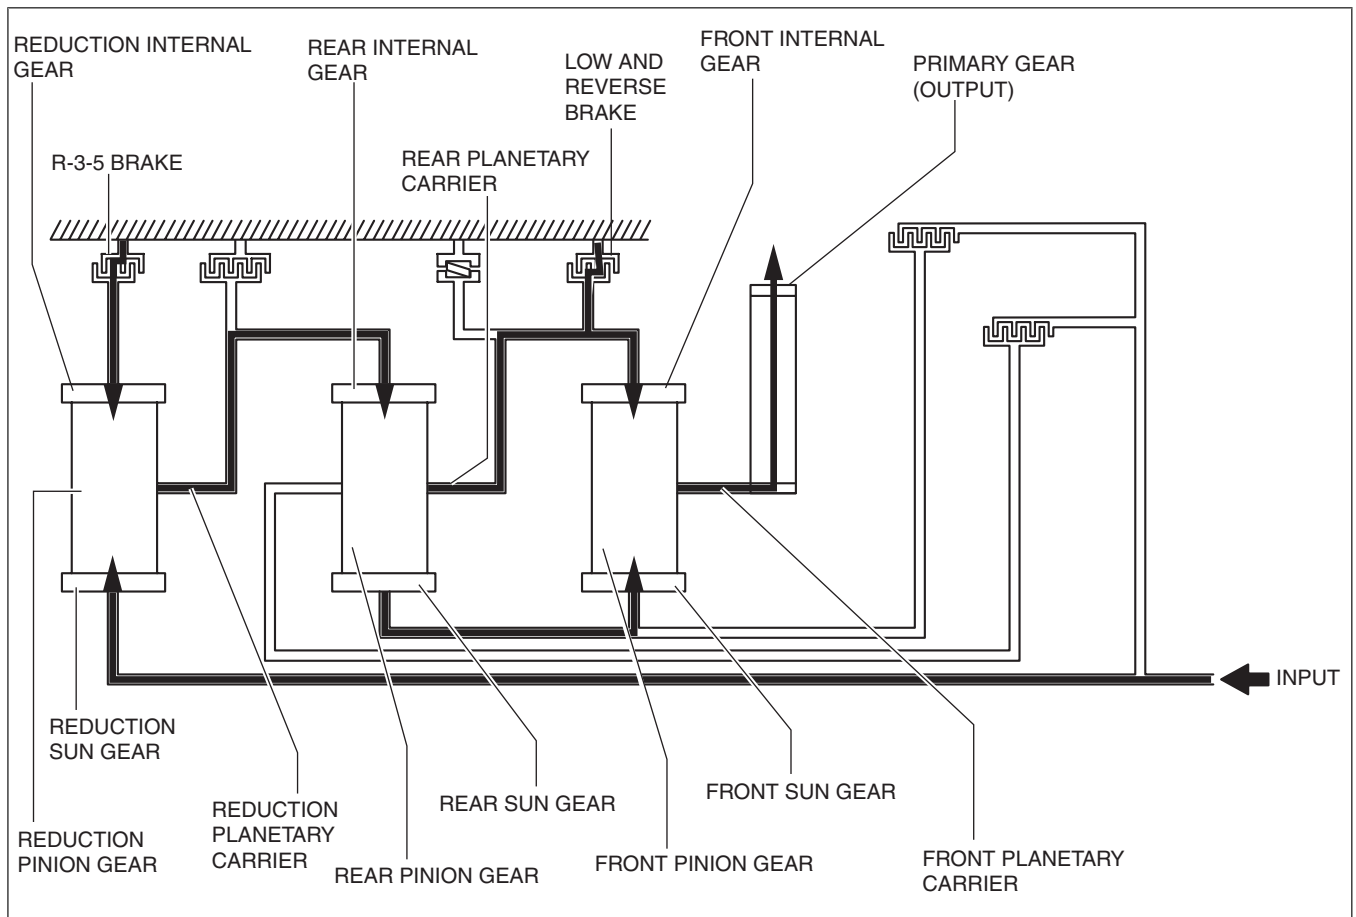 REDUCTION INTERNAL
GEAR
REAR INTERNAL
GEAR
LOW AND
REVERSE
BRAKE
FRONT INTERNAL
GEAR
PRIMARY GEAR
(OUTPUT)
R-3-5 BRAKE
REAR PLANETARY
CARRIER
INPUT
REDUCTION
SUN GEAR
REDUCTION
PINION GEAR
REDUCTION
PLANETARY
CARRIER
REAR PINION GEAR
REAR SUN GEAR
FRONT PINION GEAR
FRONT SUN GEAR
FRONT PLANETARY
CARRIER